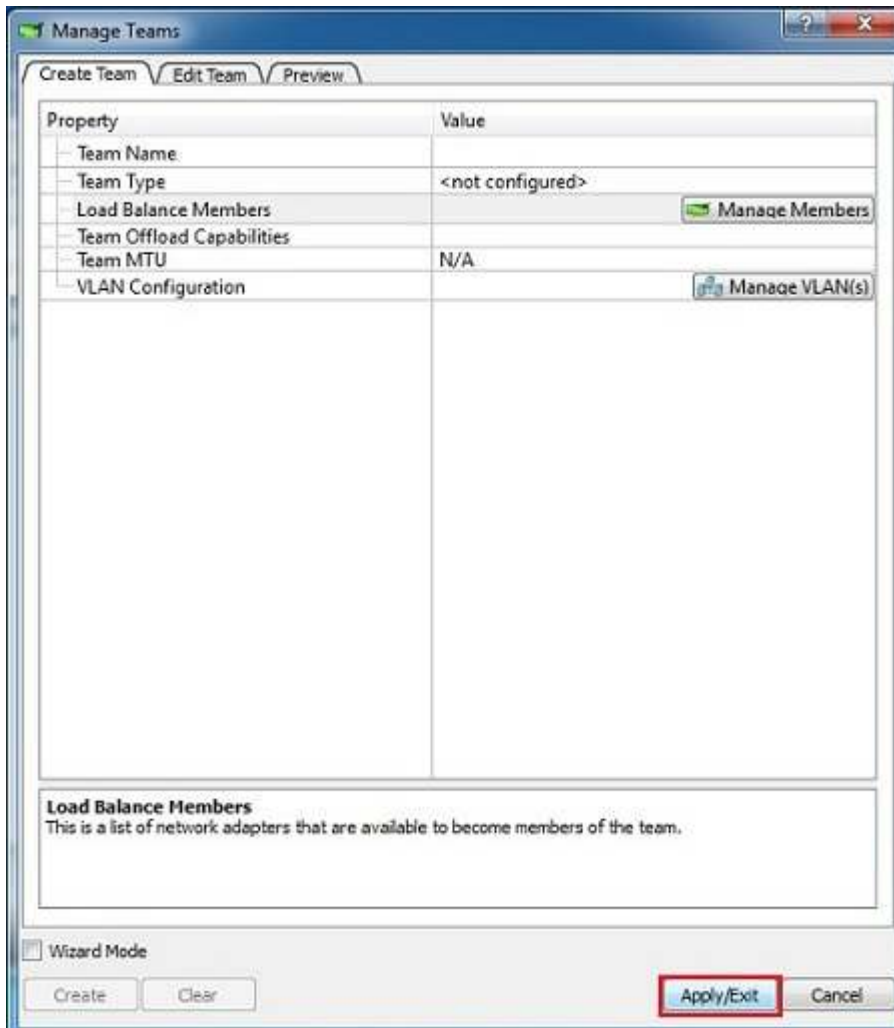 Manage Teams
Create Team Edit Team Preview
Property Value
Team Name
Team Type <not configured>
Load Balance Members Manage Members
Team Offload Capabilities
Team MTU N/A
VLAN Configuration Manage VLAN(s)
Load Balance Members
This is a list of network adapters that are available to become members of the team.
Wizard Mode
Create Clear Apply/Exit Cancel